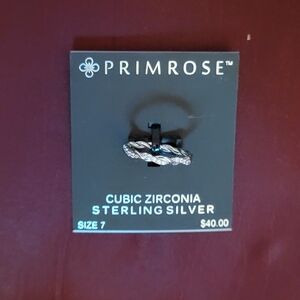 PRIMROSE™
CUBIC ZIRCONIA
STERLING SILVER
SIZE 7 $40.00